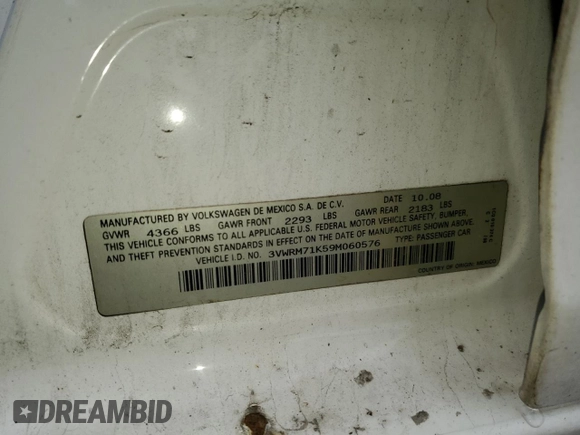 MANUFACTURED BY VOLKSWAGEN DE MEXICO S.A. DE C.V. DATE 10.08
GVWR 4366 LBS GAWR FRONT 2293 LBS GAWR REAR 2183 LBS
THIS VEHICLE CONFORMS TO ALL APPLICABLE U.S. FEDERAL MOTOR VEHICLE SAFETY, BUMPER,
AND THEFT PREVENTION STANDARDS IN EFFECT ON THE DATE OF MANUFACTURE SHOWN ABOVE.
VEHICLE I.D. NO. 3VWRM71K59M060576 TYPE: PASSENGER CAR
COUNTRY OF ORIGIN: MEXICO
DREAMBID